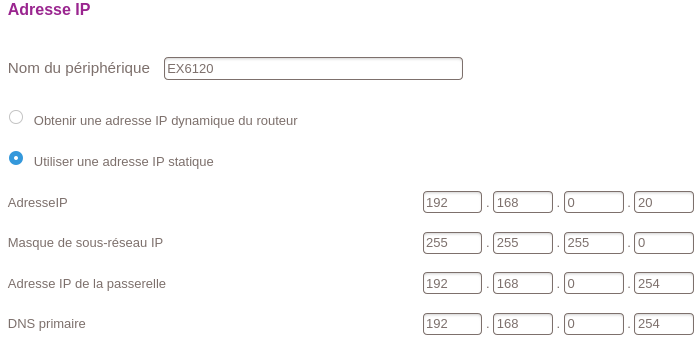 Adresse IP
Nom du périphérique EX6120
Obtenir une adresse IP dynamique du routeur
Utiliser une adresse IP statique
AdresseIP 192 . 168 . 0 . 20
Masque de sous-réseau IP 255 . 255 . 255 . 0
Adresse IP de la passerelle 192 . 168 . 0 . 254
DNS primaire 192 . 168 . 0 . 254